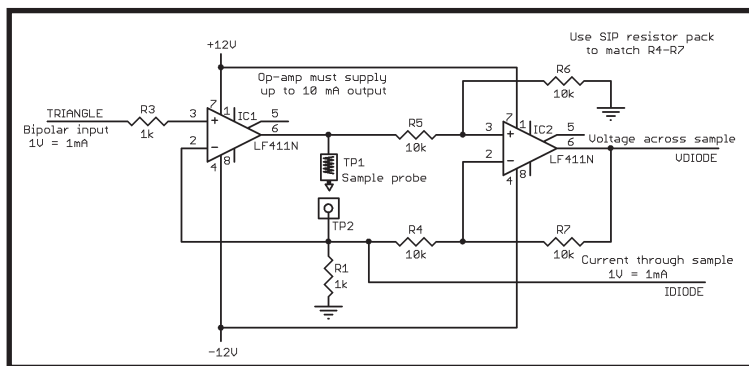 Use SIP resistor pack
to match R4-R7
+12V
Op-amp must supply
up to 10 mA output
R6
10k
TRIANGLE
Bipolar input
1V = 1mA
R3
1k
7
1
IC1
5
3
+
6
2
-
LF411N
4
8
R5
10k
7
1
IC2
5
3
+
6
2
-
LF411N
4
8
Voltage across sample
VDIODE
TP1
Sample probe
TP2
R4
10k
R7
10k
R1
1k
Current through sample
1V = 1mA
IDIODE
-12V